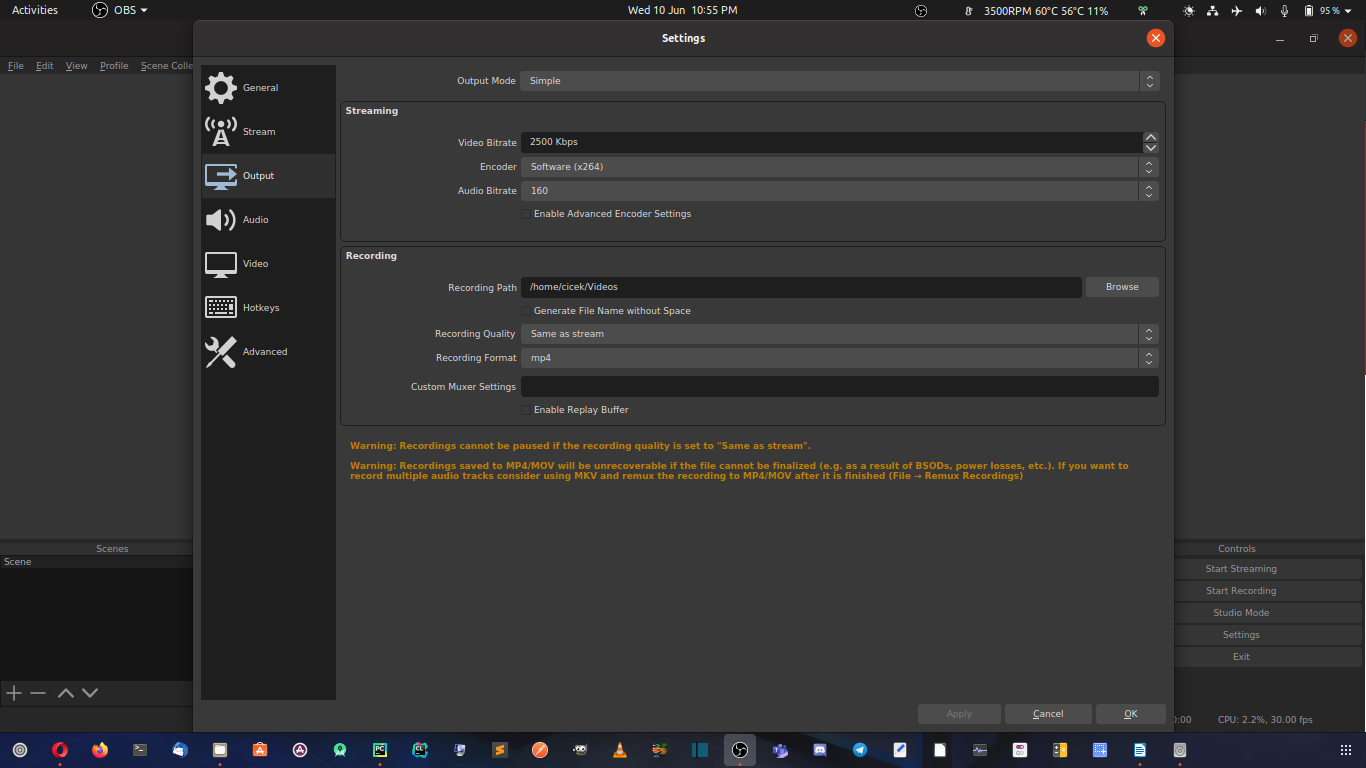 Activities
OBS
Wed 10 Jun 10:55 PM
3500RPM 60°C 56°C 11%
95 %
Settings
File Edit View Profile Scene Colle
General
Stream
Output
Audio
Video
Hotkeys
Advanced
Output Mode Simple
Streaming
Video Bitrate 2500 Kbps
Encoder Software (x264)
Audio Bitrate 160
Enable Advanced Encoder Settings
Recording
Recording Path /home/cicek/Videos Browse
Generate File Name without Space
Recording Quality Same as stream
Recording Format mp4
Custom Muxer Settings
Enable Replay Buffer
Warning: Recordings cannot be paused if the recording quality is set to "Same as stream".
Warning: Recordings saved to MP4/MOV will be unrecoverable if the file cannot be finalized (e.g. as a result of BSODs, power losses, etc.). If you want to
record multiple audio tracks consider using MKV and remux the recording to MP4/MOV after it is finished (File → Remux Recordings)
Scenes
Scene
Controls
Start Streaming
Start Recording
Studio Mode
Settings
Exit
Apply Cancel OK
0:00 CPU: 2.2%, 30.00 fps
PC
CL